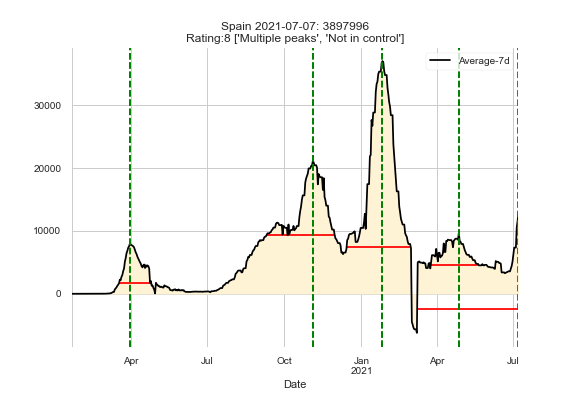 Spain 2021-07-07: 3897996
Rating:8 ['Multiple peaks', 'Not in control']
Average-7d
30000
20000
10000
0
Apr Jul Oct Jan Apr Jul
2021
Date